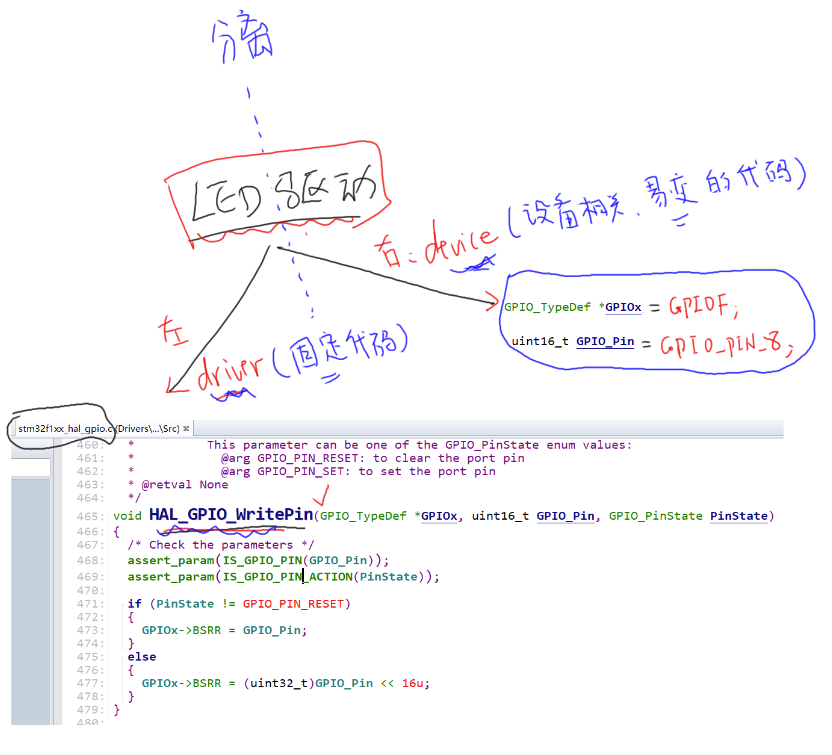 分离
LED驱动
右:device(设备相关、易变的代码)
GPIO_TypeDef *GPIOx = GPIOF;
uint16_t GPIO_Pin = GPIO_PIN_8;
左
driver(固定代码)
stm32f1xx_hal_gpio.c (Drivers\...\Src)
460: * This parameter can be one of the GPIO_PinState enum values:
461: * @arg GPIO_PIN_RESET: to clear the port pin
462: * @arg GPIO_PIN_SET: to set the port pin
463: * @retval None
464: */
465: void HAL_GPIO_WritePin(GPIO_TypeDef *GPIOx, uint16_t GPIO_Pin, GPIO_PinState PinState)
466: {
467: /* Check the parameters */
468: assert_param(IS_GPIO_PIN(GPIO_Pin));
469: assert_param(IS_GPIO_PIN_ACTION(PinState));
470:
471: if (PinState != GPIO_PIN_RESET)
472: {
473: GPIOx->BSRR = GPIO_Pin;
474: }
475: else
476: {
477: GPIOx->BSRR = (uint32_t)GPIO_Pin << 16u;
478: }
479: }
480: